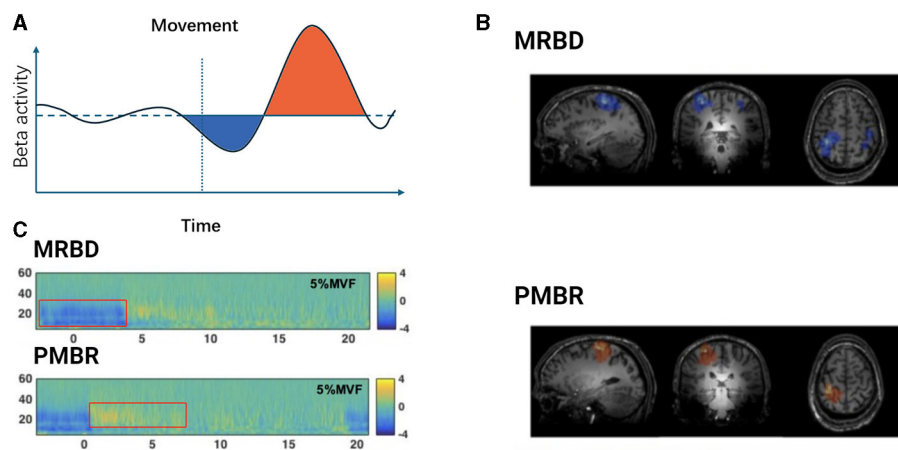 A
Movement
Beta activity
Time
B
MRBD
PMBR
C
MRBD
5%MVF
60
40
20
0 5 10 15 20
4
0
-4
PMBR
5%MVF
60
40
20
0 5 10 15 20
4
0
-4